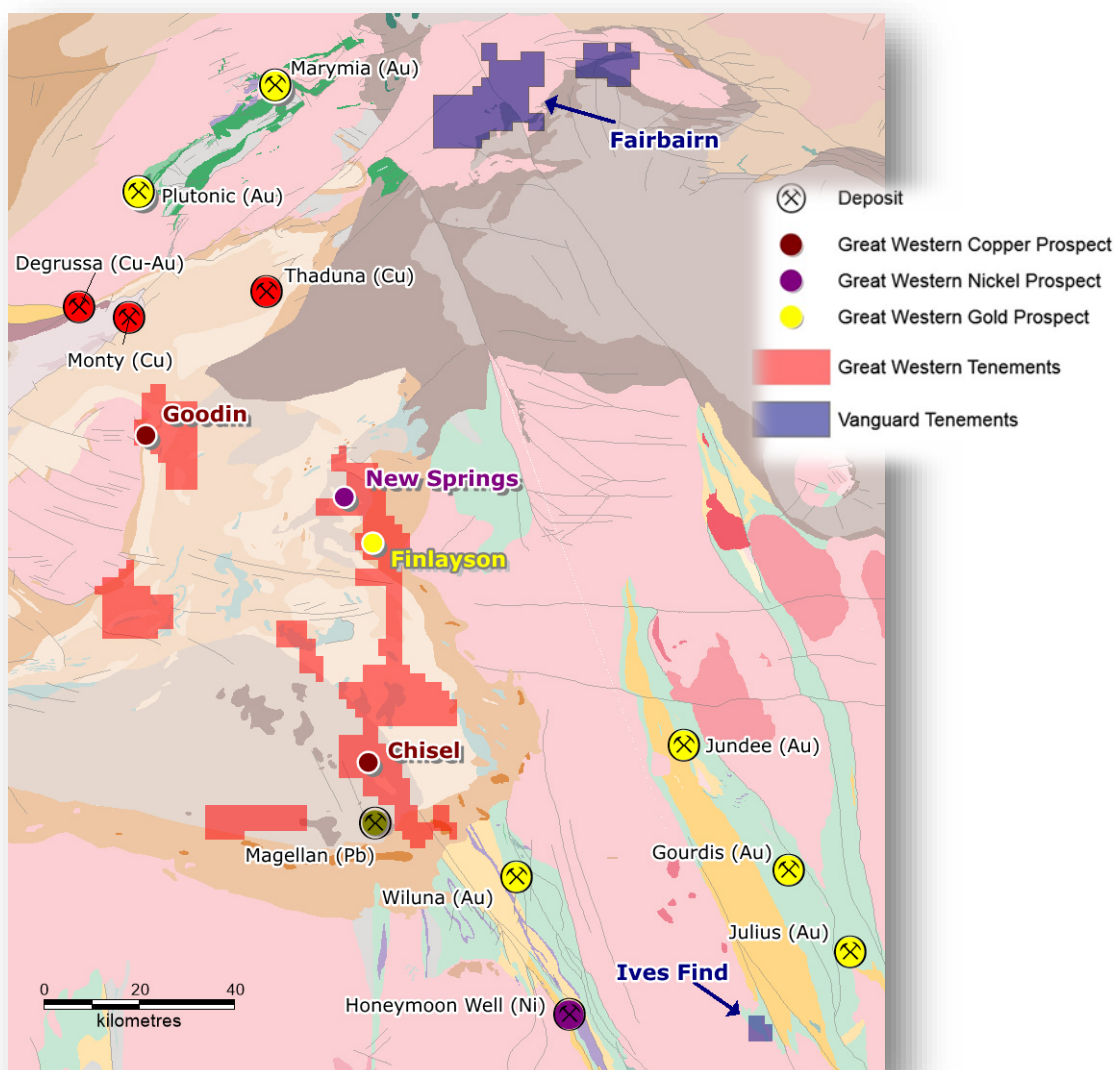 Marymia (Au)
Fairbairn
Plutonic (Au)
Deposit
Great Western Copper Prospect
Great Western Nickel Prospect
Great Western Gold Prospect
Great Western Tenements
Vanguard Tenements
Degrussa (Cu-Au)
Thaduna (Cu)
Monty (Cu)
Goodin
New Springs
Finlayson
Jundee (Au)
Chisel
Magellan (Pb)
Gourdis (Au)
Wiluna (Au)
Julius (Au)
Ives Find
Honeymoon Well (Ni)
0 20 40
kilometres